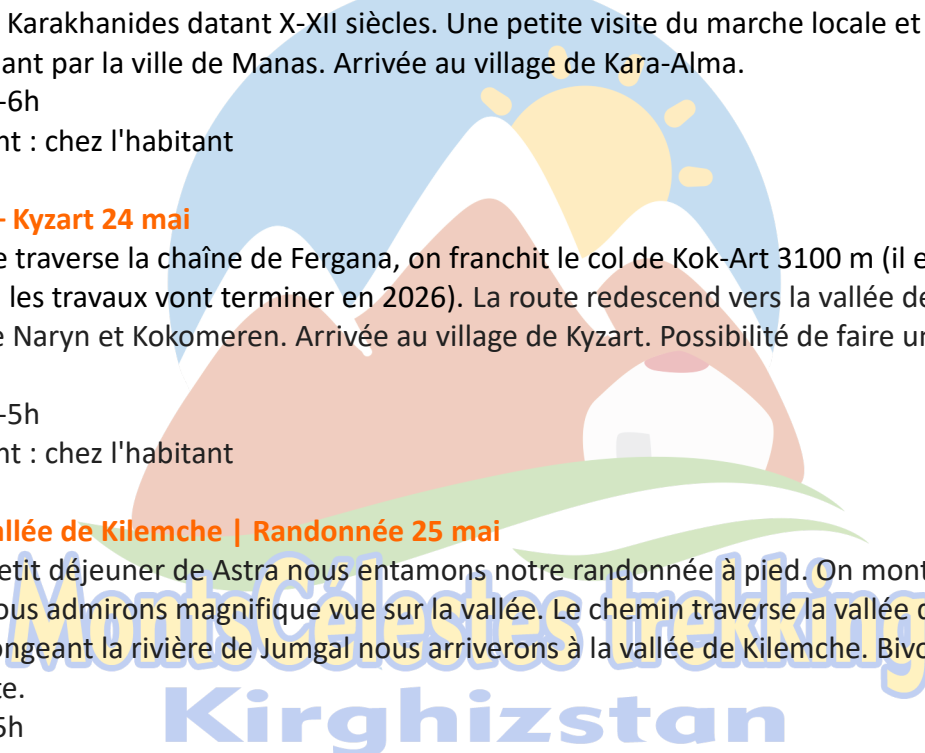 Karakhanides datant X-XII siècles. Une petite visite du marche locale et
ant par la ville de Manas. Arrivée au village de Kara-Alma.
-6h
nt : chez l'habitant
– Kyzart 24 mai
e traverse la chaîne de Fergana, on franchit le col de Kok-Art 3100 m (il e
les travaux vont terminer en 2026). La route redescend vers la vallée de
e Naryn et Kokomeren. Arrivée au village de Kyzart. Possibilité de faire un
-5h
nt : chez l'habitant
allée de Kilemche | Randonnée 25 mai
etit déjeuner de Astra nous entamons notre randonnée à pied. On mont
ous admirons magnifique vue sur la vallée. Le chemin traverse la vallée d
ongeant la rivière de Jumgal nous arriverons à la vallée de Kilemche. Bivo
te.
5h
MontsCélestes trekking
Kirghizstan